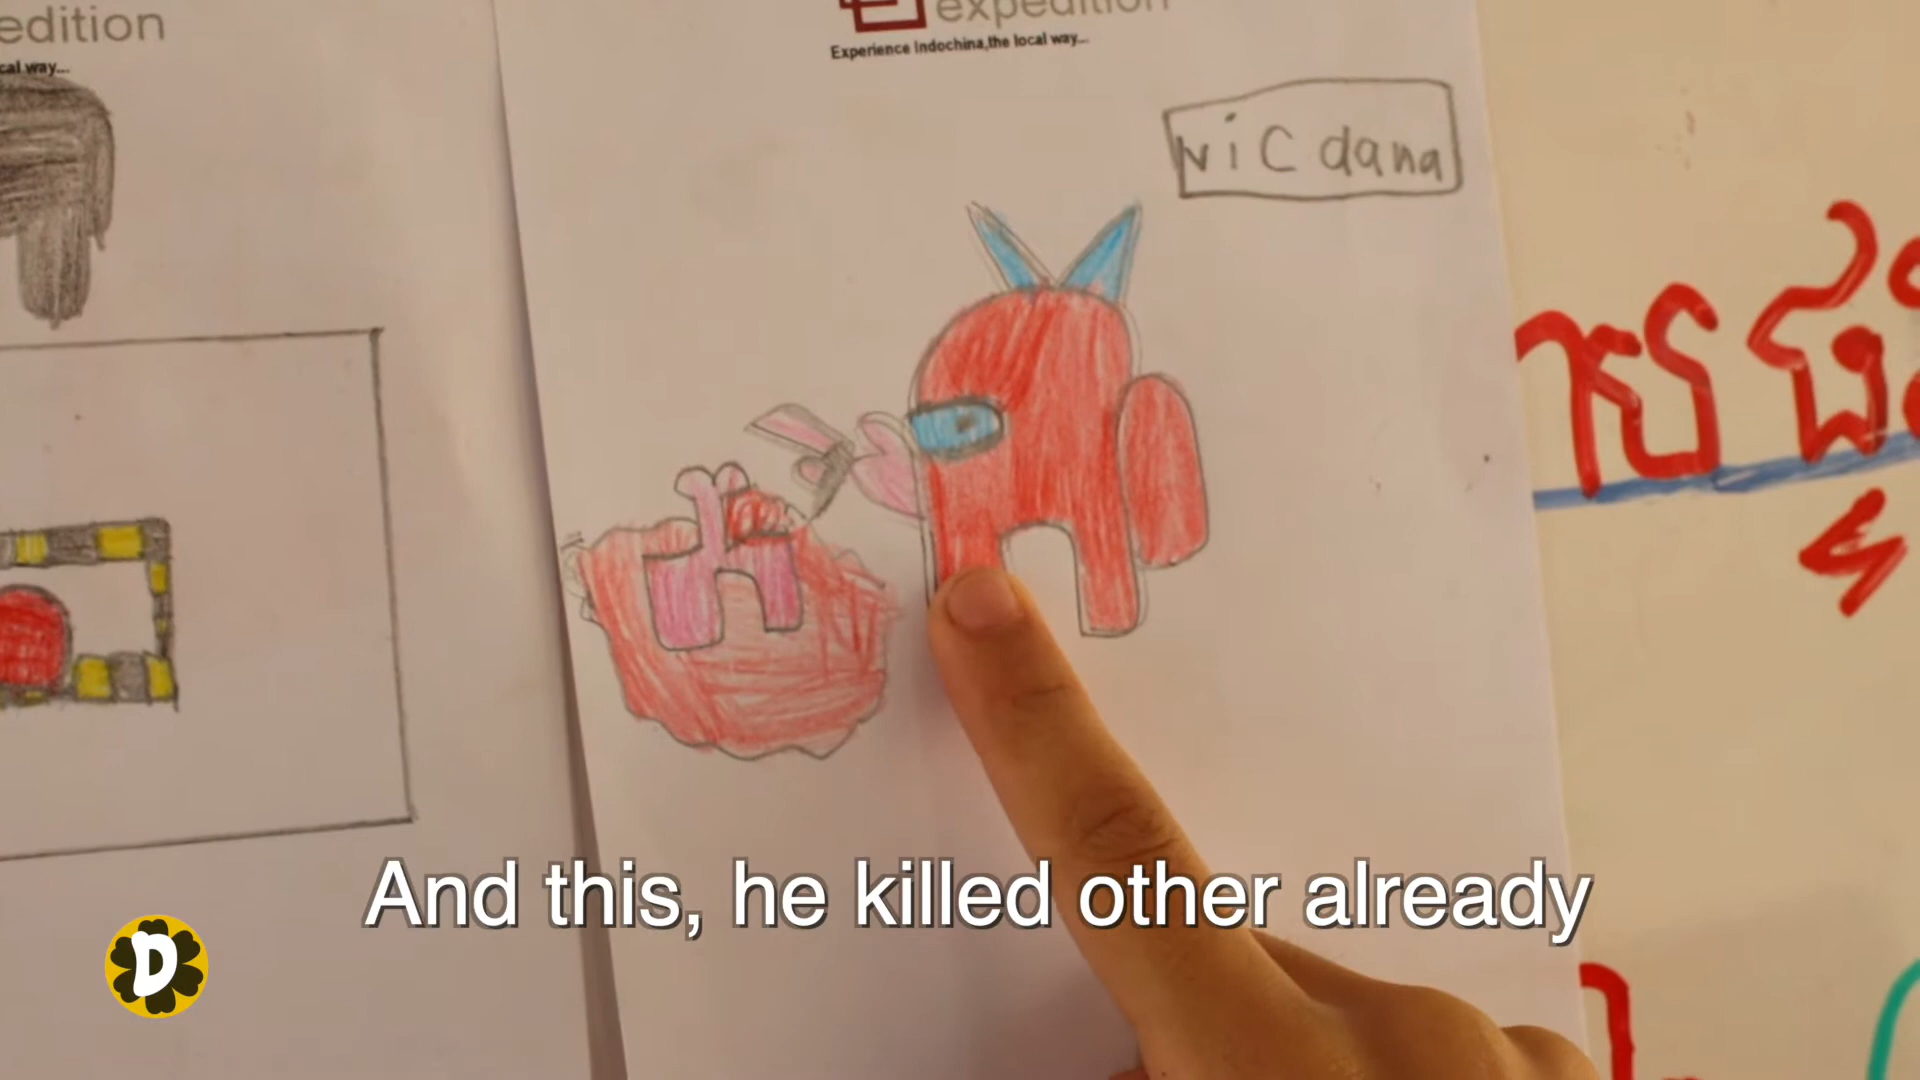 edition
cal way...
expedition
Experience Indochina,the local way...
vic dana
And this, he killed other already
D